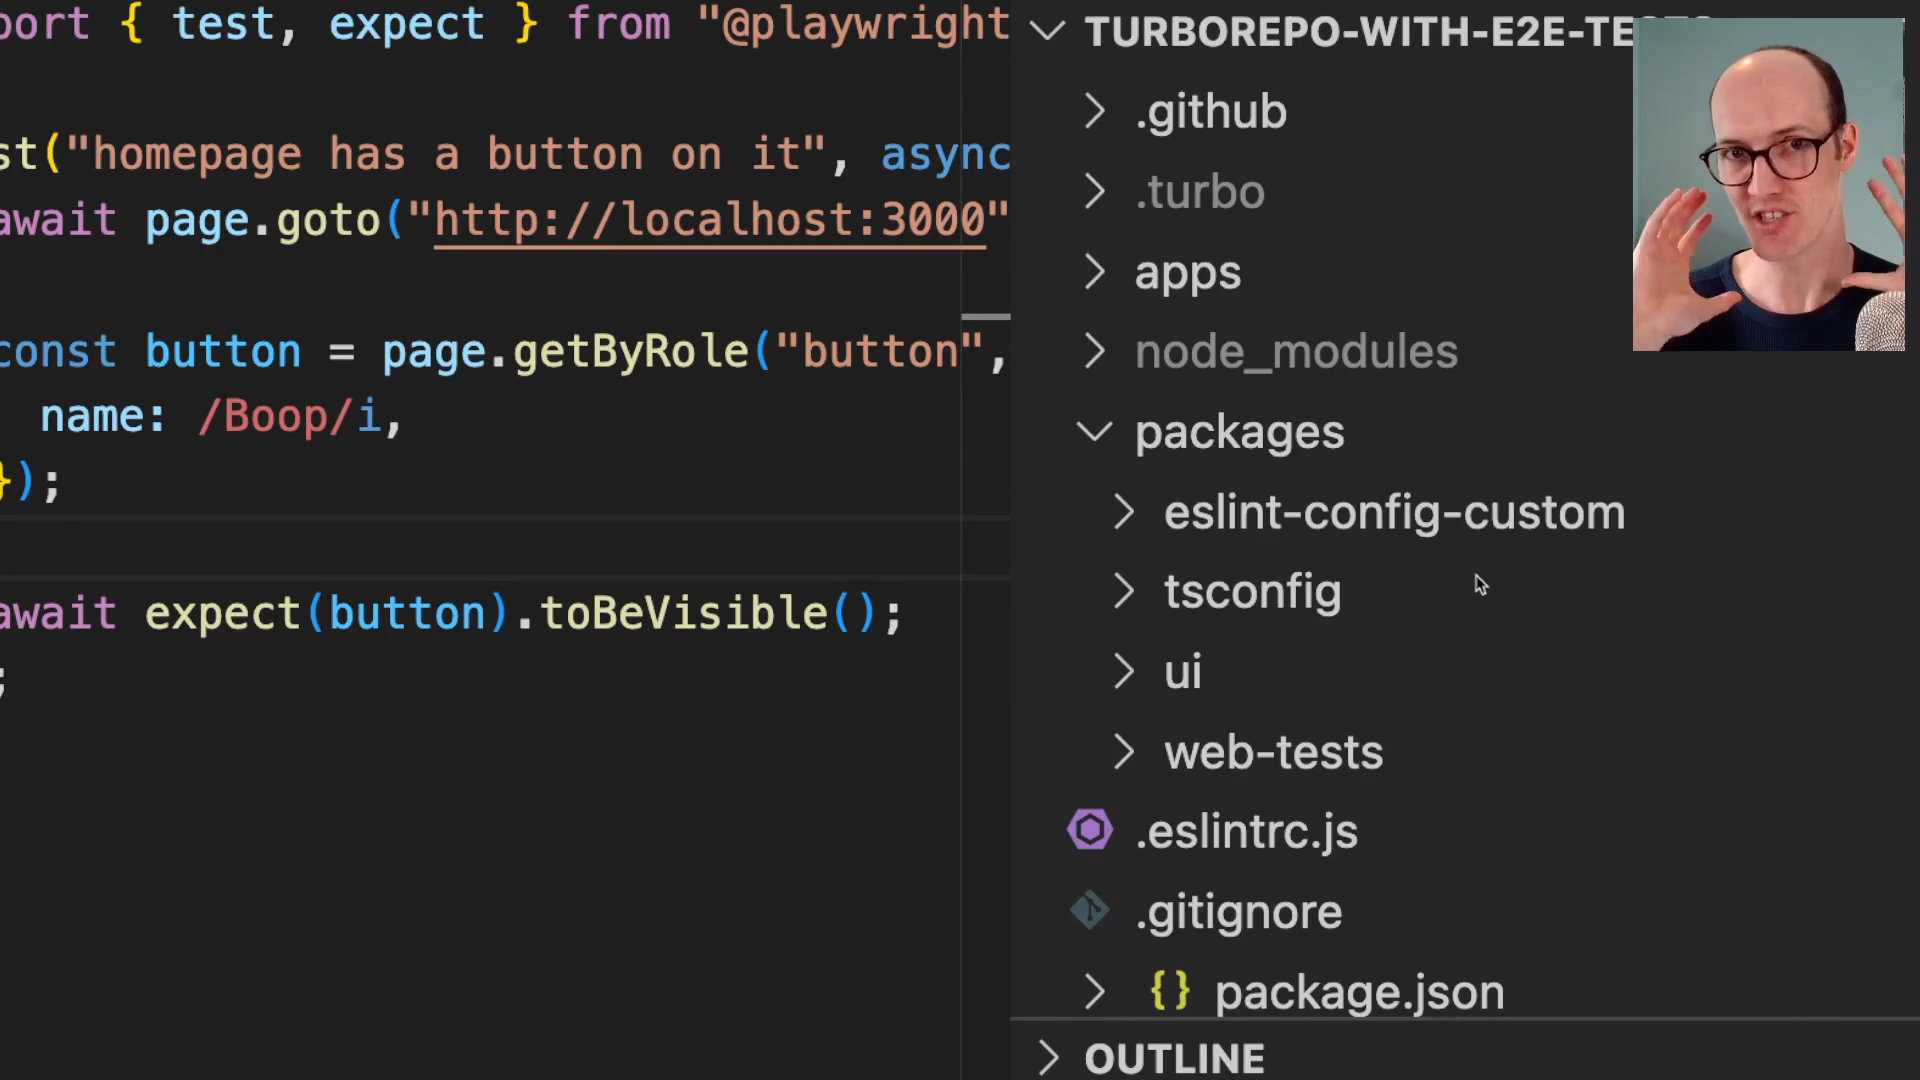 port { test, expect } from "@playwright
st("homepage has a button on it", async
await page.goto("http://localhost:3000"
const button = page.getByRole("button",
name: /Boop/i,
});
await expect(button).toBeVisible();
;
TURBOREPO-WITH-E2E-TESTS
.github
.turbo
apps
node_modules
packages
eslint-config-custom
tsconfig
ui
web-tests
.eslintrc.js
.gitignore
{} package.json
OUTLINE